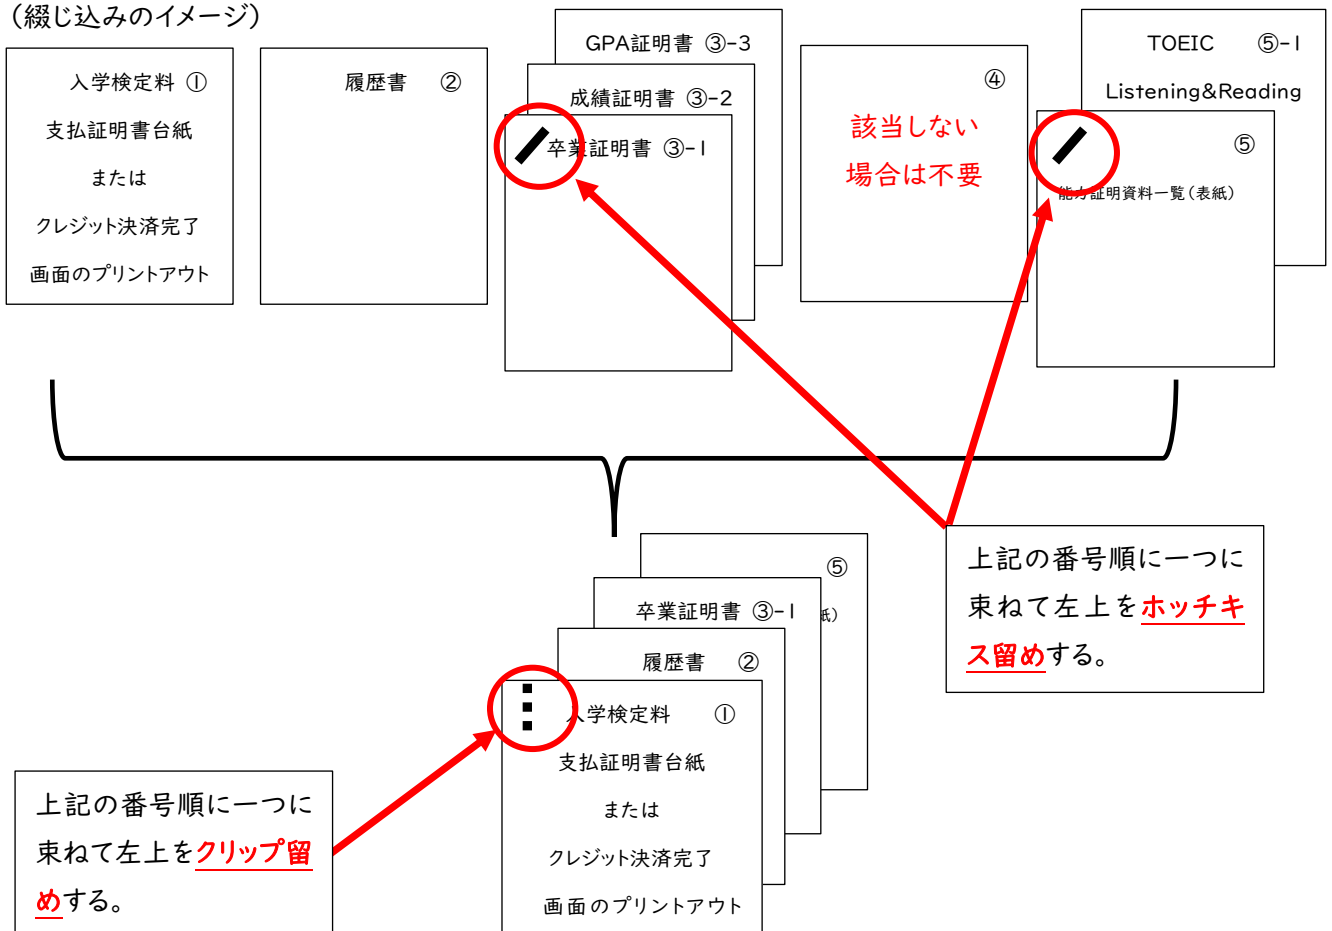 （綴じ込みのイメージ）
入学検定料 ①
支払証明書台紙
または
クレジット決済完了
画面のプリントアウト
履歴書 ②
GPA証明書 ③-3
成績証明書 ③-2
卒業証明書 ③-1
④
該当しない
場合は不要
TOEIC ⑤-1
Listening&Reading
⑤
能力証明資料一覧（表紙）
上記の番号順に一つに
束ねて左上をホッチキ
ス留めする。
⑤
紙）
卒業証明書 ③-1
履歴書 ②
入学検定料 ①
支払証明書台紙
または
クレジット決済完了
画面のプリントアウト
上記の番号順に一つに
束ねて左上をクリップ留
めする。